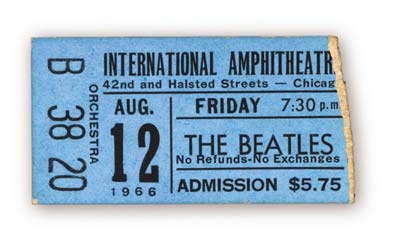 B 38 20
ORCHESTRA
INTERNATIONAL AMPHITHEATR
42nd and Halsted Streets – Chicag
AUG.
12
1966
FRIDAY 7:30 p.m
THE BEATLES
No Refunds-No Exchanges
ADMISSION $5.75